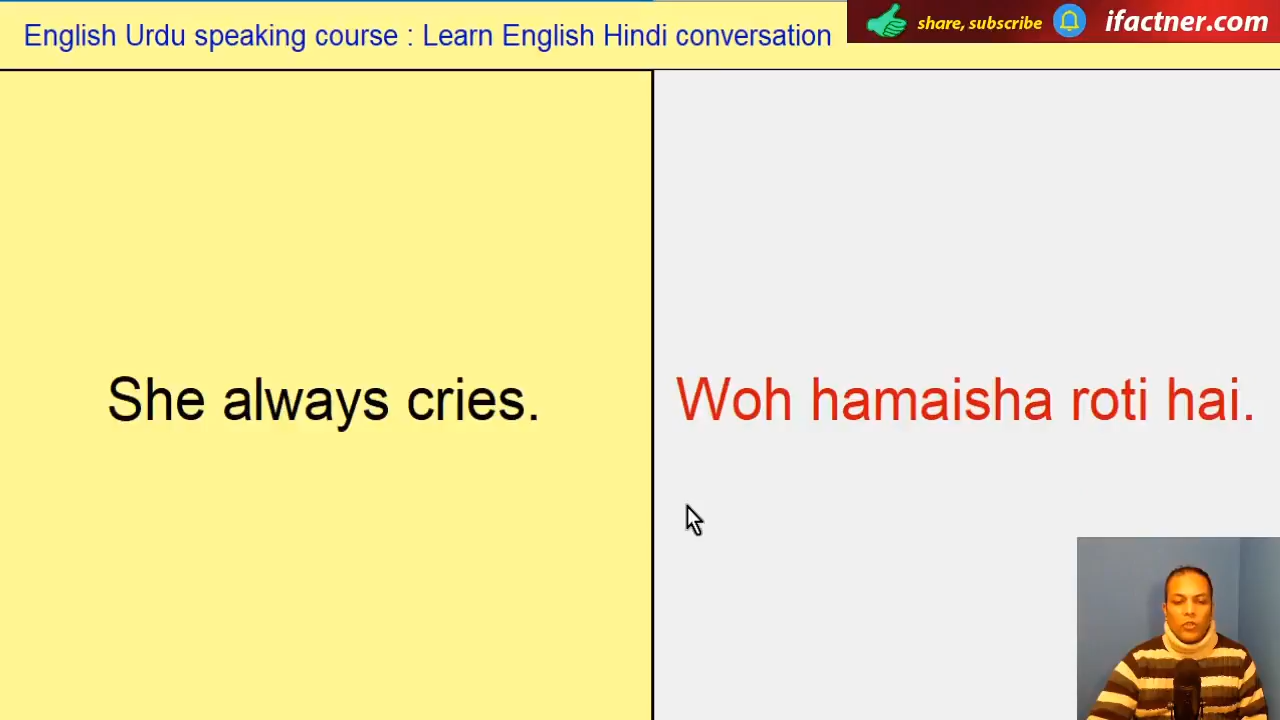 English Urdu speaking course : Learn English Hindi conversation
share, subscribe
ifactner.com
She always cries.
Woh hamaisha roti hai.